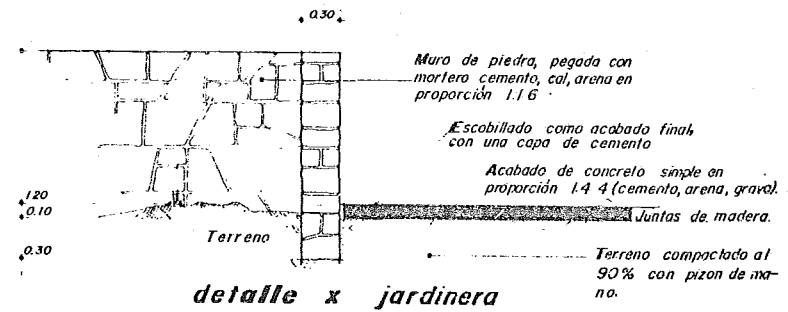 0.30
Muro de piedra, pegada con
mortero cemento, cal, arena en
proporción 1.1 6
Escobillado como acabado final,
con una capa de cemento
Acabado de concreto simple en
proporción 1.4 4 (cemento, arena, grava).
1.20
0.10
Juntas de madera.
Terreno
0.30
Terreno compactado al
90% con pizon de ma-
no.
detalle x jardinera